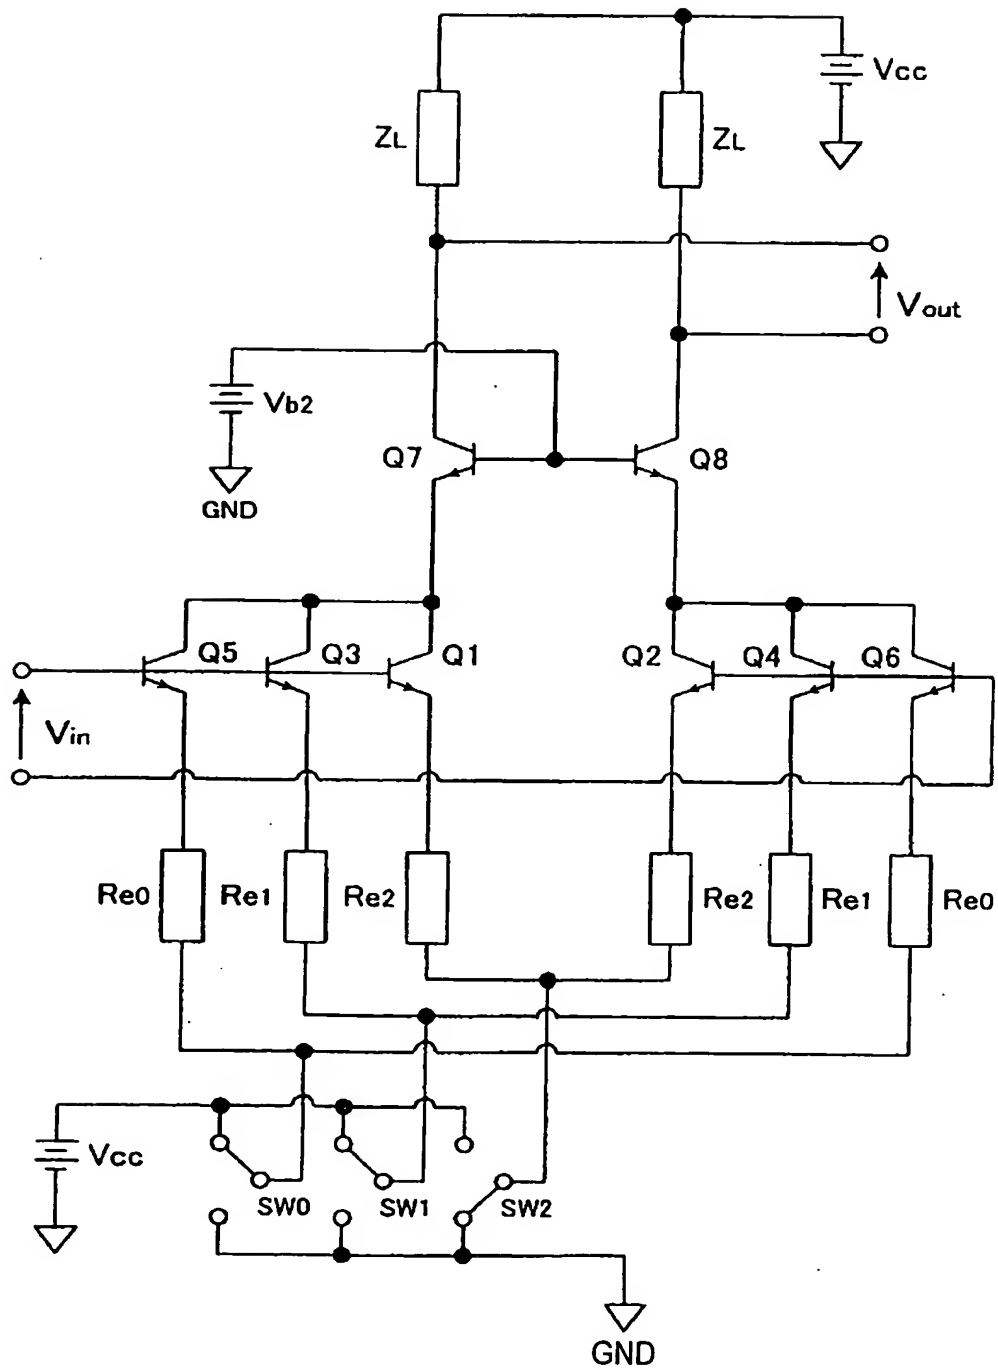 Vcc
ZL
ZL
Vout
Vb2
Q7
Q8
GND
Q5
Q3
Q1
Q2
Q4
Q6
Vin
Re0
Re1
Re2
Re2
Re1
Re0
Vcc
SW0
SW1
SW2
GND